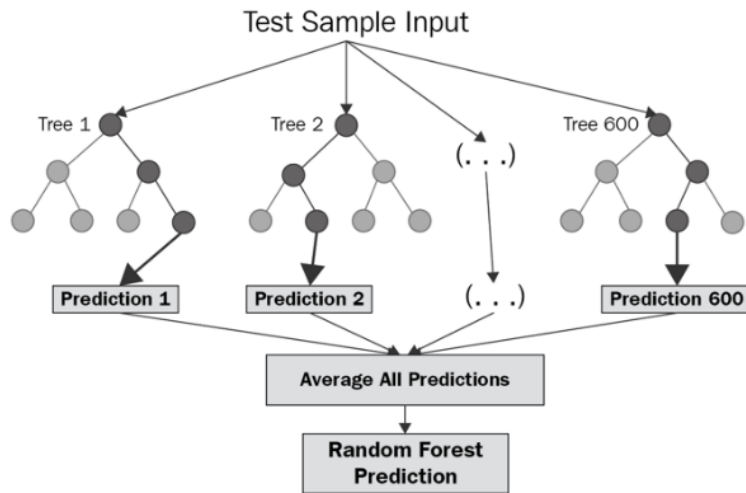 Test Sample Input
Tree 1
Tree 2
(. . .)
Tree 600
Prediction 1
Prediction 2
(. . .)
Prediction 600
Average All Predictions
Random Forest
Prediction